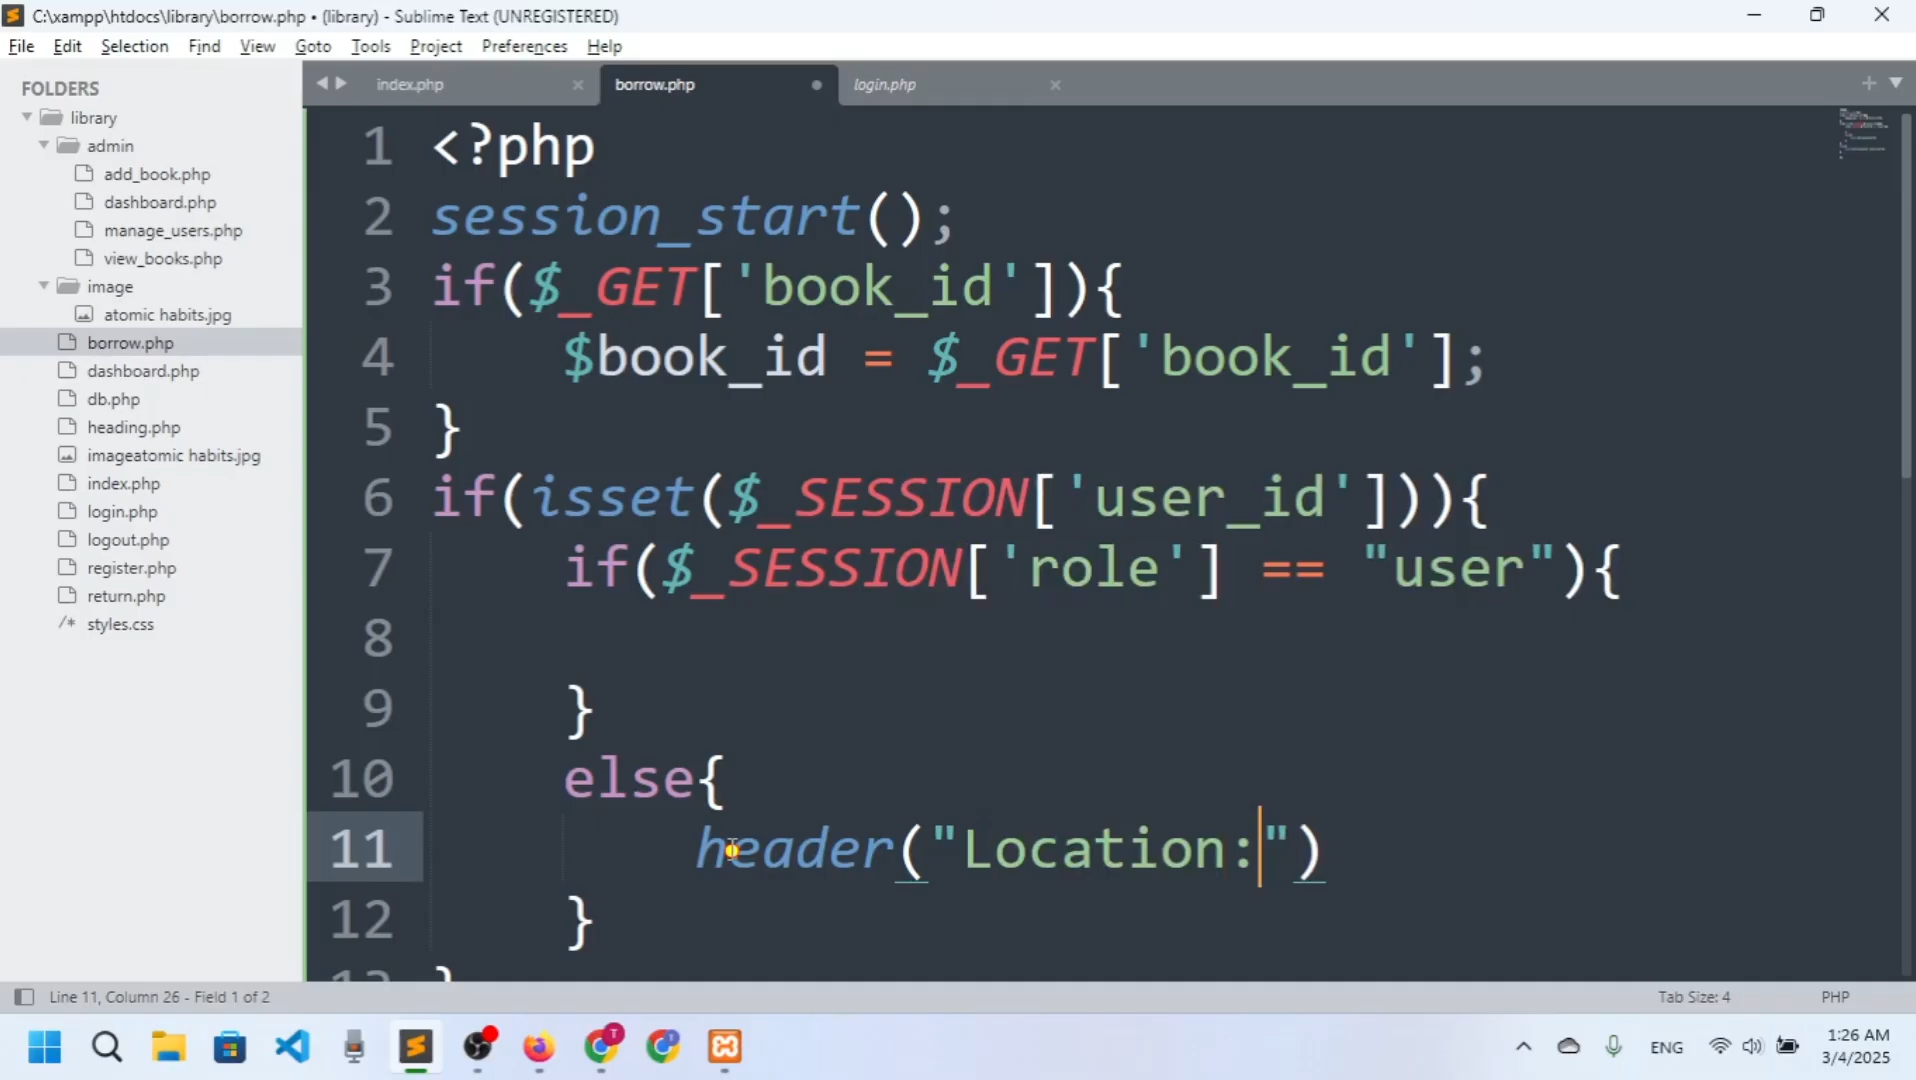 C:\xampp\htdocs\library\borrow.php • (library) - Sublime Text (UNREGISTERED)
File Edit Selection Find View Goto Tools Project Preferences Help
FOLDERS
library
admin
add_book.php
dashboard.php
manage_users.php
view_books.php
image
atomic habits.jpg
borrow.php
dashboard.php
db.php
heading.php
imageatomic habits.jpg
index.php
login.php
logout.php
register.php
return.php
/* styles.css
index.php borrow.php login.php
1 <?php
2 session_start();
3 if($_GET['book_id']){
4 $book_id = $_GET['book_id'];
5 }
6 if(isset($_SESSION['user_id'])){
7 if($_SESSION['role'] == "user"){
8
9 }
10 else{
11 header("Location:")
12 }
Line 11, Column 26 - Field 1 of 2 Tab Size: 4 PHP
ENG
1:26 AM
3/4/2025